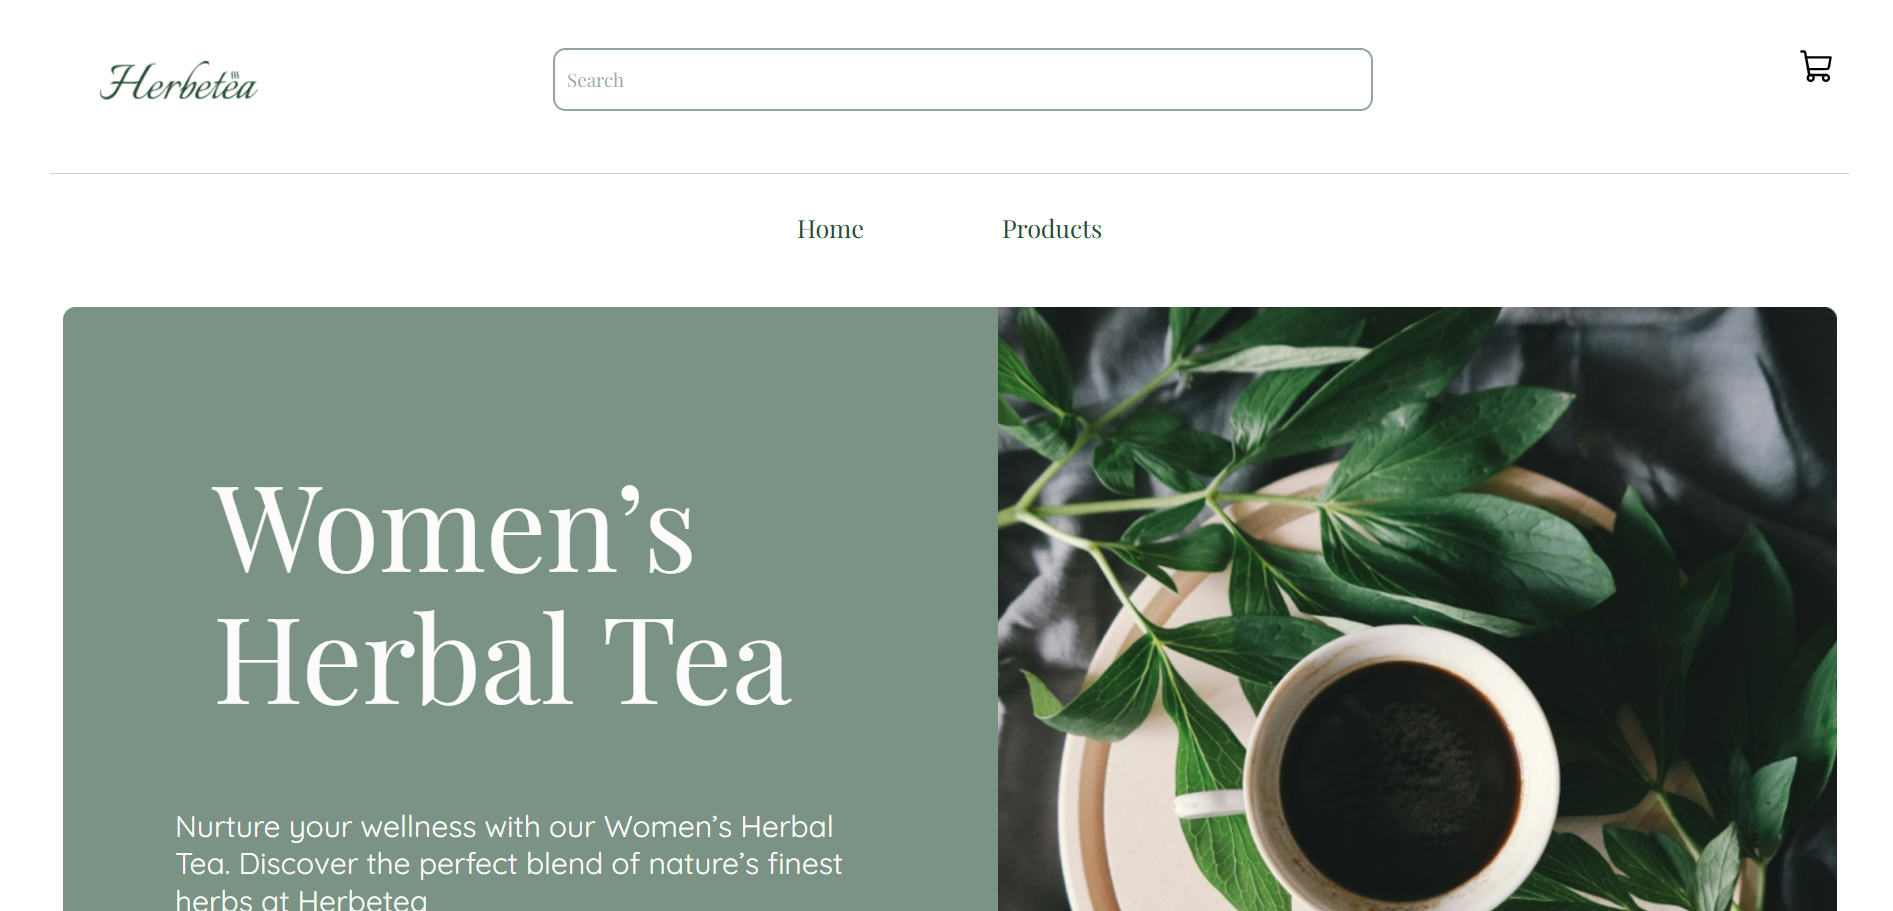 Herbetea
Search
Home
Products
Women’s
Herbal Tea
Nurture your wellness with our Women’s Herbal
Tea. Discover the perfect blend of nature’s finest
herbs at Herbetea